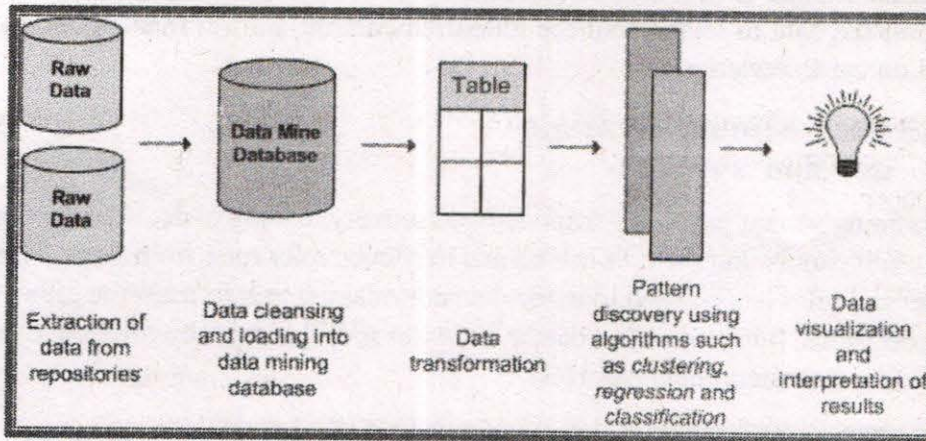 Raw
Data
Raw
Data
Data Mine
Database
Table
Extraction of
data from
repositories
Data cleansing
and loading into
data mining
database
Data
transformation
Pattern
discovery using
algorithms such
as clustering,
regression and
classification
Data
visualization
and
interpretation of
results